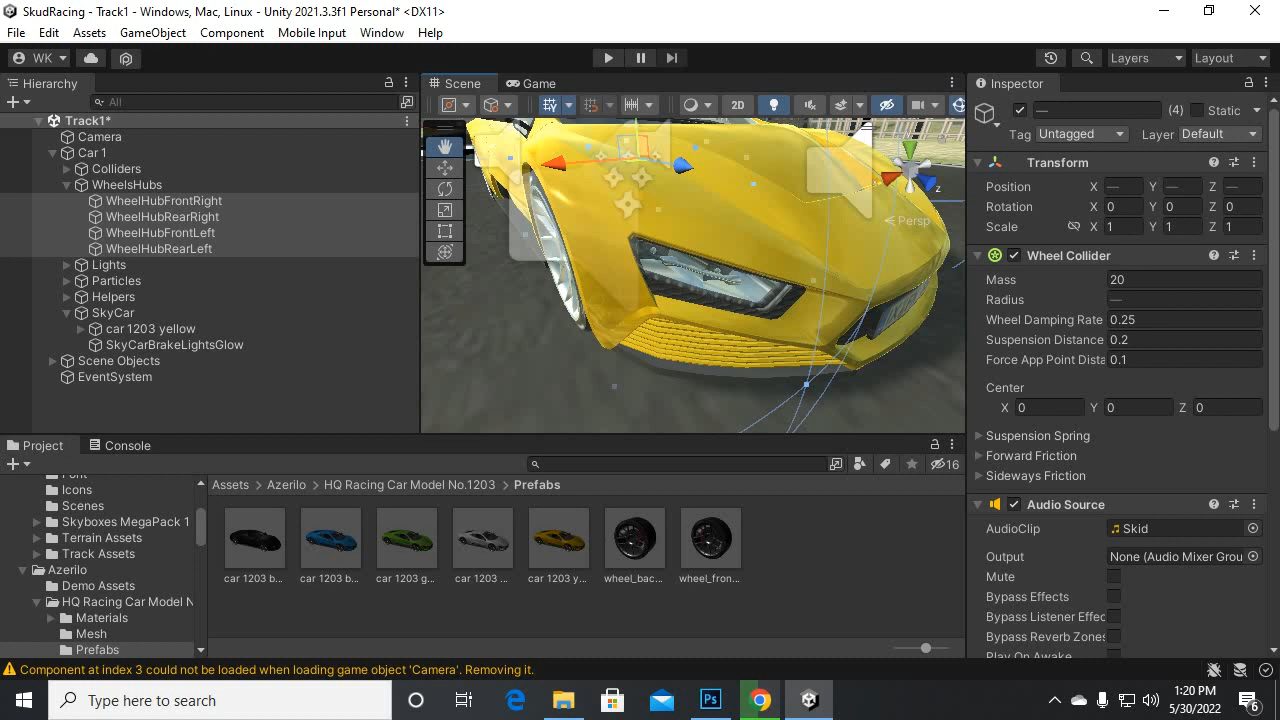 SkudRacing - Track1 - Windows, Mac, Linux - Unity 2021.3.3f1 Personal* <DX11>
File Edit Assets GameObject Component Mobile Input Window Help
WK Layers Layout
Hierarchy
All
Track1*
Camera
Car 1
Colliders
WheelsHubs
WheelHubFrontRight
WheelHubRearRight
WheelHubFrontLeft
WheelHubRearLeft
Lights
Particles
Helpers
SkyCar
car 1203 yellow
SkyCarBrakeLightsGlow
Scene Objects
EventSystem
Scene Game
2D
z
Persp
Inspector
— (4) Static
Tag Untagged Layer Default
Transform
Position X — Y — Z —
Rotation X 0 Y 0 Z 0
Scale X 1 Y 1 Z 1
Wheel Collider
Mass 20
Radius —
Wheel Damping Rate 0.25
Suspension Distance 0.2
Force App Point Dista 0.1
Center
X 0 Y 0 Z 0
Suspension Spring
Forward Friction
Sideways Friction
Audio Source
AudioClip Skid
Output None (Audio Mixer Grou
Mute
Bypass Effects
Bypass Listener Effec
Bypass Reverb Zones
Play On Awake
Project Console
16
Font
Icons
Scenes
Skyboxes MegaPack 1
Terrain Assets
Track Assets
Azerilo
Demo Assets
HQ Racing Car Model N
Materials
Mesh
Prefabs
Assets > Azerilo > HQ Racing Car Model No.1203 > Prefabs
car 1203 b... car 1203 b... car 1203 g... car 1203 ... car 1203 y... wheel_bac... wheel_fron...
Component at index 3 could not be loaded when loading game object 'Camera'. Removing it.
Type here to search
Ps
1:20 PM
5/30/2022
6